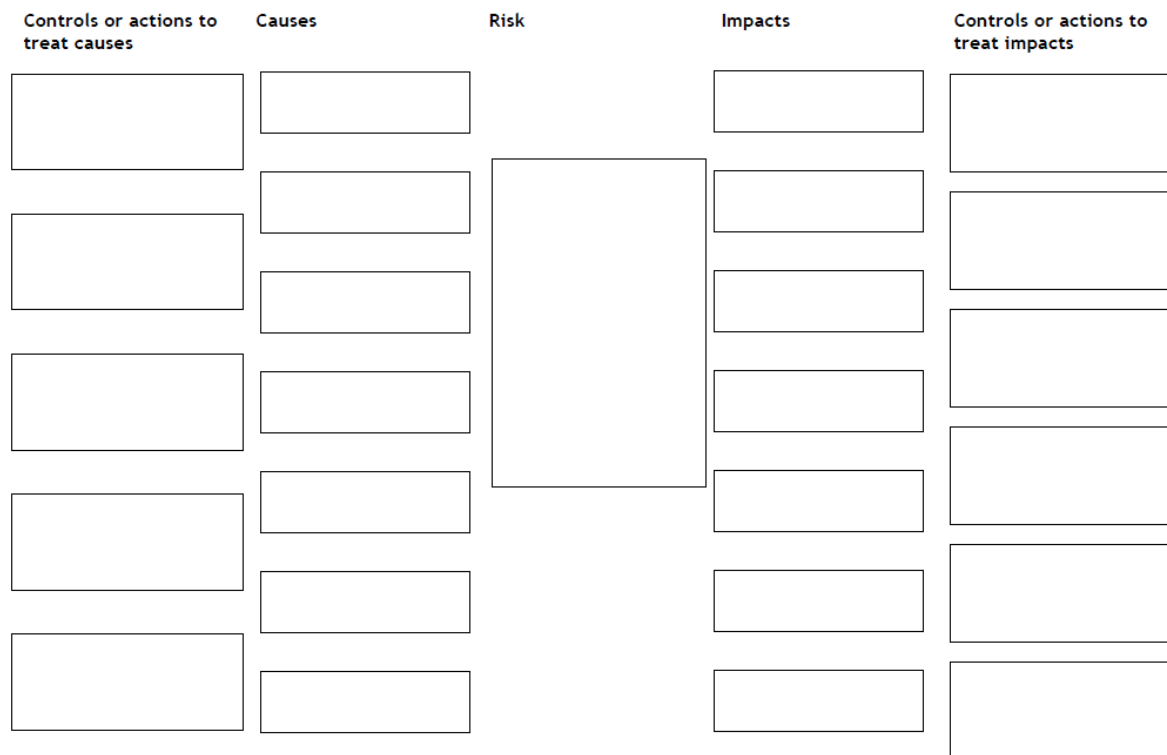 Controls or actions to
treat causes
Causes
Risk
Impacts
Controls or actions to
treat impacts